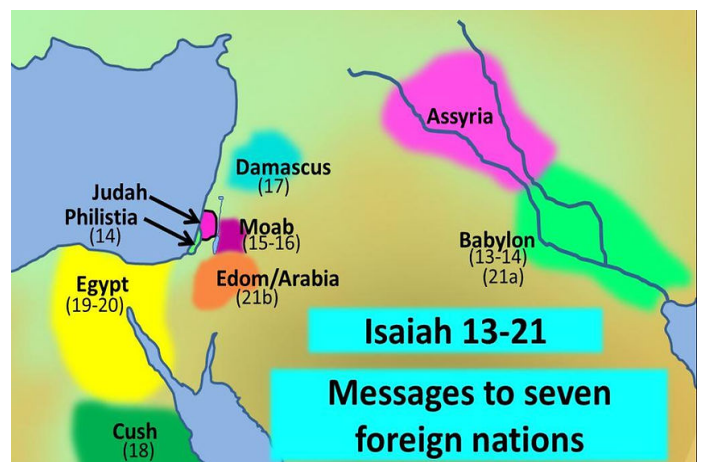 Assyria
Damascus
(17)
Judah
Philistia
(14)
Moab
(15-16)
Babylon
(13-14)
(21a)
Egypt
(19-20)
Edom/Arabia
(21b)
Isaiah 13-21
Messages to seven
foreign nations
Cush
(18)